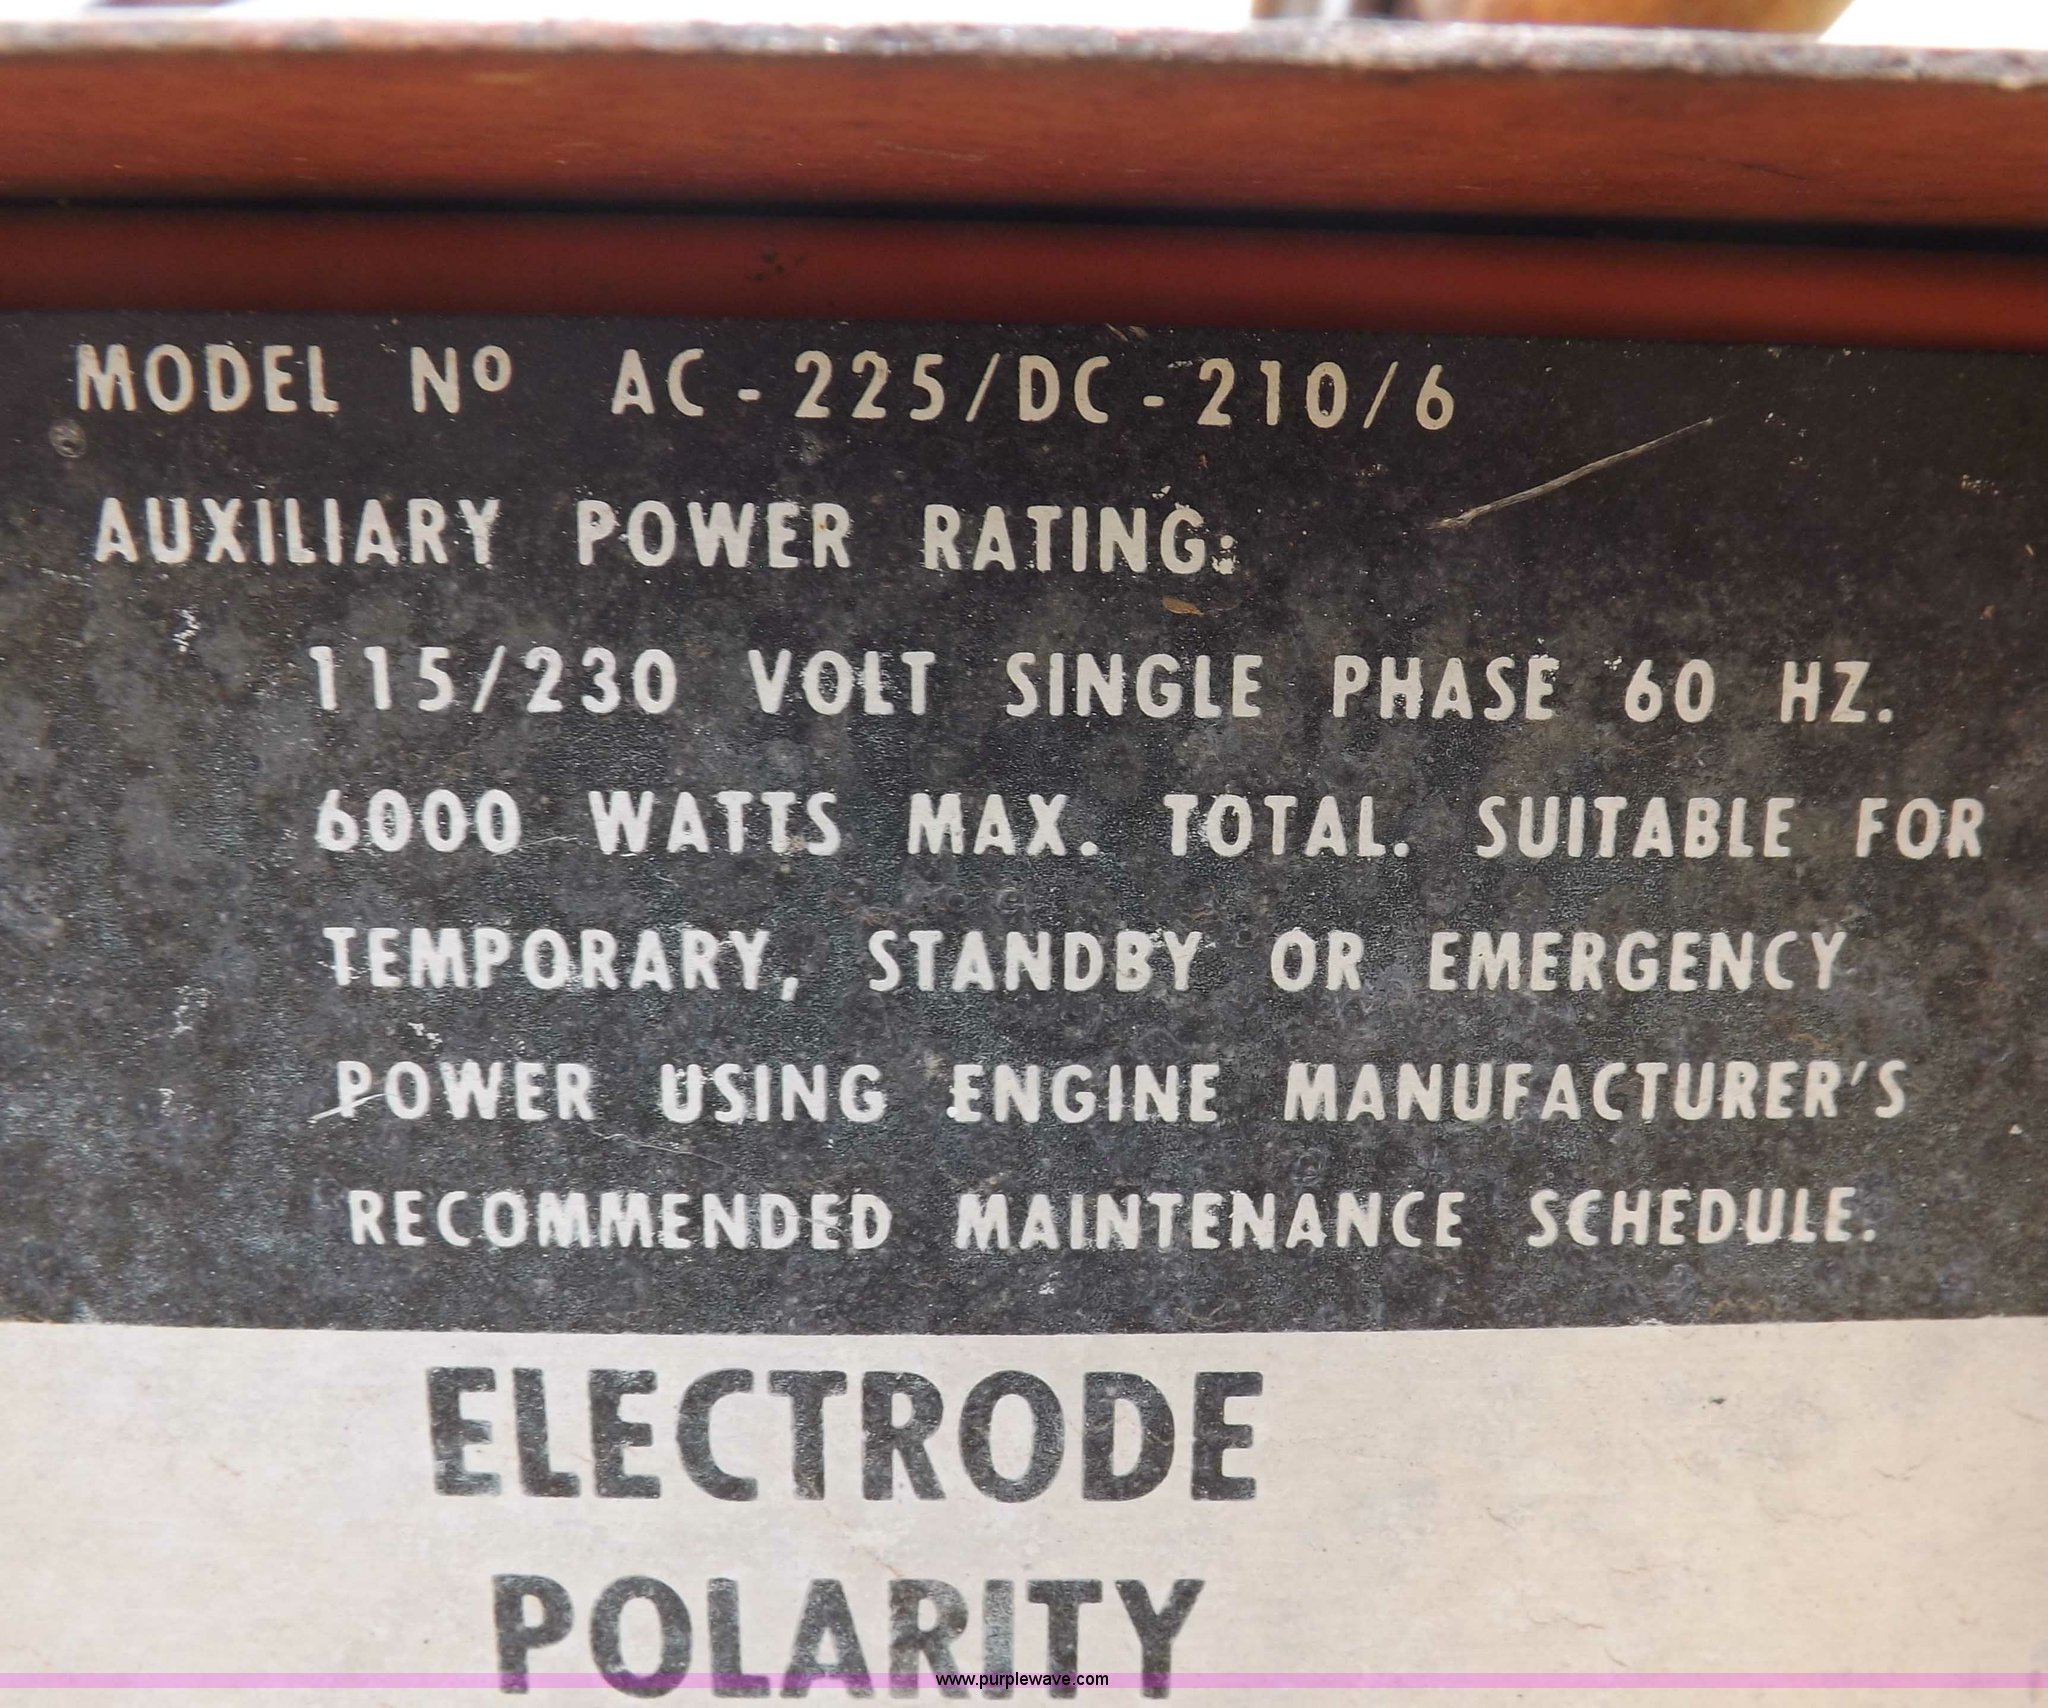 MODEL Nº AC-225/DC-210/6
AUXILIARY POWER RATING:
115/230 VOLT SINGLE PHASE 60 HZ.
6000 WATTS MAX. TOTAL. SUITABLE FOR
TEMPORARY, STANDBY OR EMERGENCY
POWER USING ENGINE MANUFACTURER'S
RECOMMENDED MAINTENANCE SCHEDULE.
ELECTRODE
POLARITY
www.purplewave.com